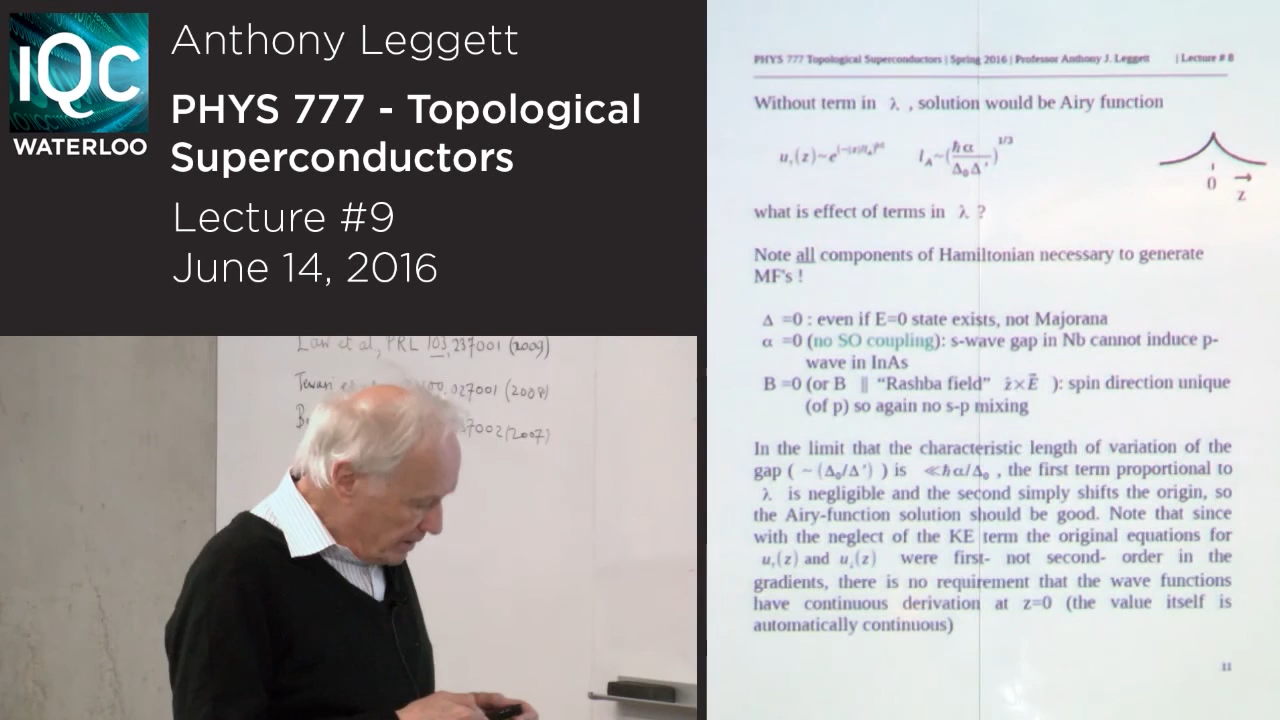 IQC
WATERLOO
Anthony Leggett
PHYS 777 - Topological
Superconductors
Lecture #9
June 14, 2016
Law et al, PRL 103, 237001 (2009)
027001 (2008)
37002 (2007)
PHYS 777 Topological Superconductors | Spring 2016 | Professor Anthony J. Leggett | Lecture # 8
Without term in λ , solution would be Airy function
l_A~(ħα/Δ₀Δ')^1/3
0 →
z
what is effect of terms in λ ?
Note all components of Hamiltonian necessary to generate
MF's !
Δ =0 : even if E=0 state exists, not Majorana
α =0 (no SO coupling): s-wave gap in Nb cannot induce p-
wave in InAs
B =0 (or B ∥ “Rashba field” ẑ×E⃗ ): spin direction unique
(of p) so again no s-p mixing
In the limit that the characteristic length of variation of the
gap ( ~ (Δ₀/Δ') ) is ≪ħα/Δ₀ , the first term proportional to
λ is negligible and the second simply shifts the origin, so
the Airy-function solution should be good. Note that since
with the neglect of the KE term the original equations for
(z) and (z) were first- not second- order in the
gradients, there is no requirement that the wave functions
have continuous derivation at z=0 (the value itself is
automatically continuous)
11